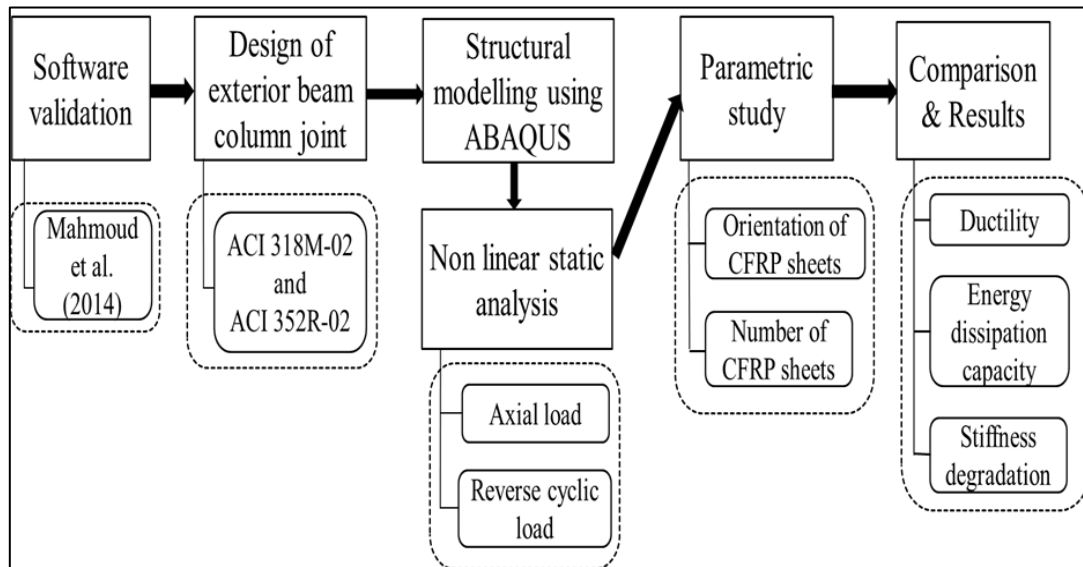 Software
validation
Mahmoud
et al.
(2014)
Design of
exterior beam
column joint
ACI 318M-02
and
ACI 352R-02
Structural
modelling using
ABAQUS
Non linear static
analysis
Axial load
Reverse cyclic
load
Parametric
study
Orientation of
CFRP sheets
Number of
CFRP sheets
Comparison
& Results
Ductility
Energy
dissipation
capacity
Stiffness
degradation